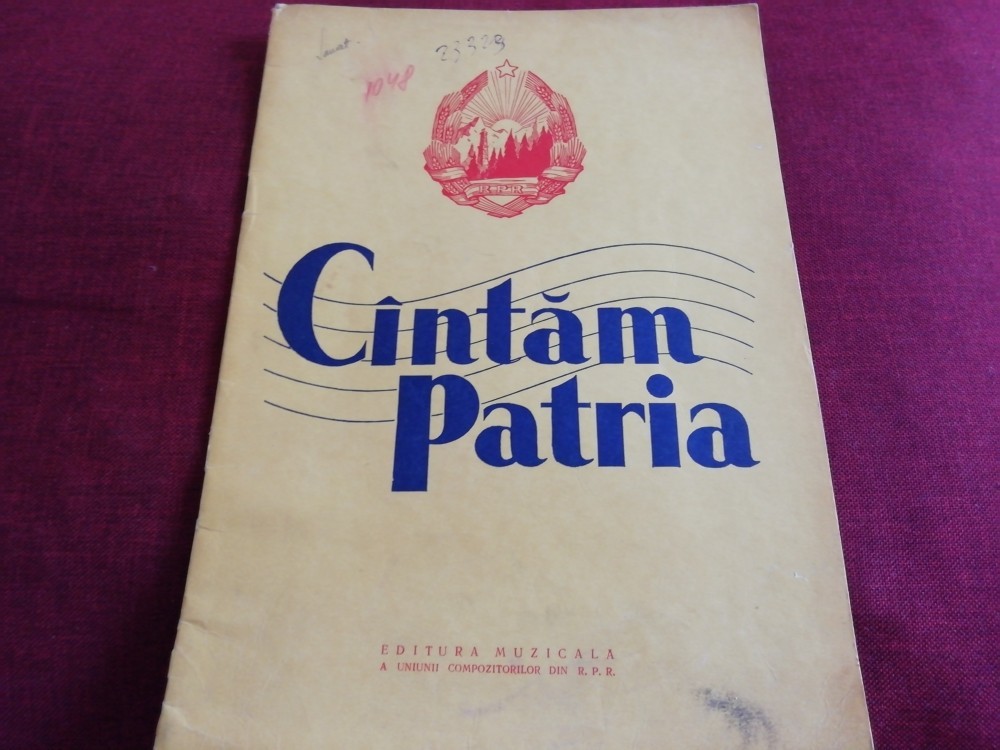 23329
1048
R.P.R.
Cîntăm
Patria
EDITURA MUZICALA
A UNIUNII COMPOZITORILOR DIN R. P. R.